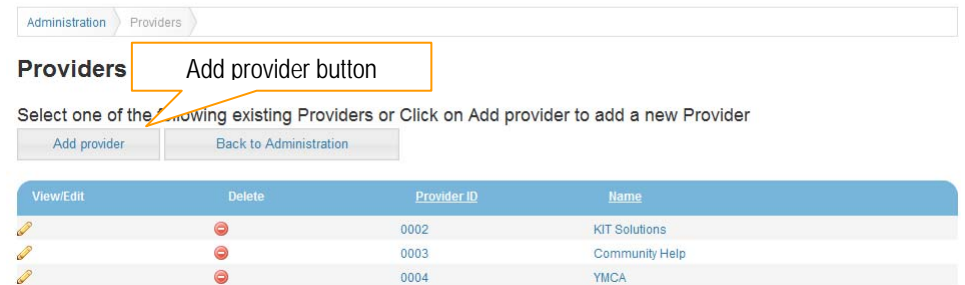 Administration Providers
Providers
Add provider button
Select one of the following existing Providers or Click on Add provider to add a new Provider
Add provider Back to Administration
View/Edit Delete Provider ID Name
0002 KIT Solutions
0003 Community Help
0004 YMCA